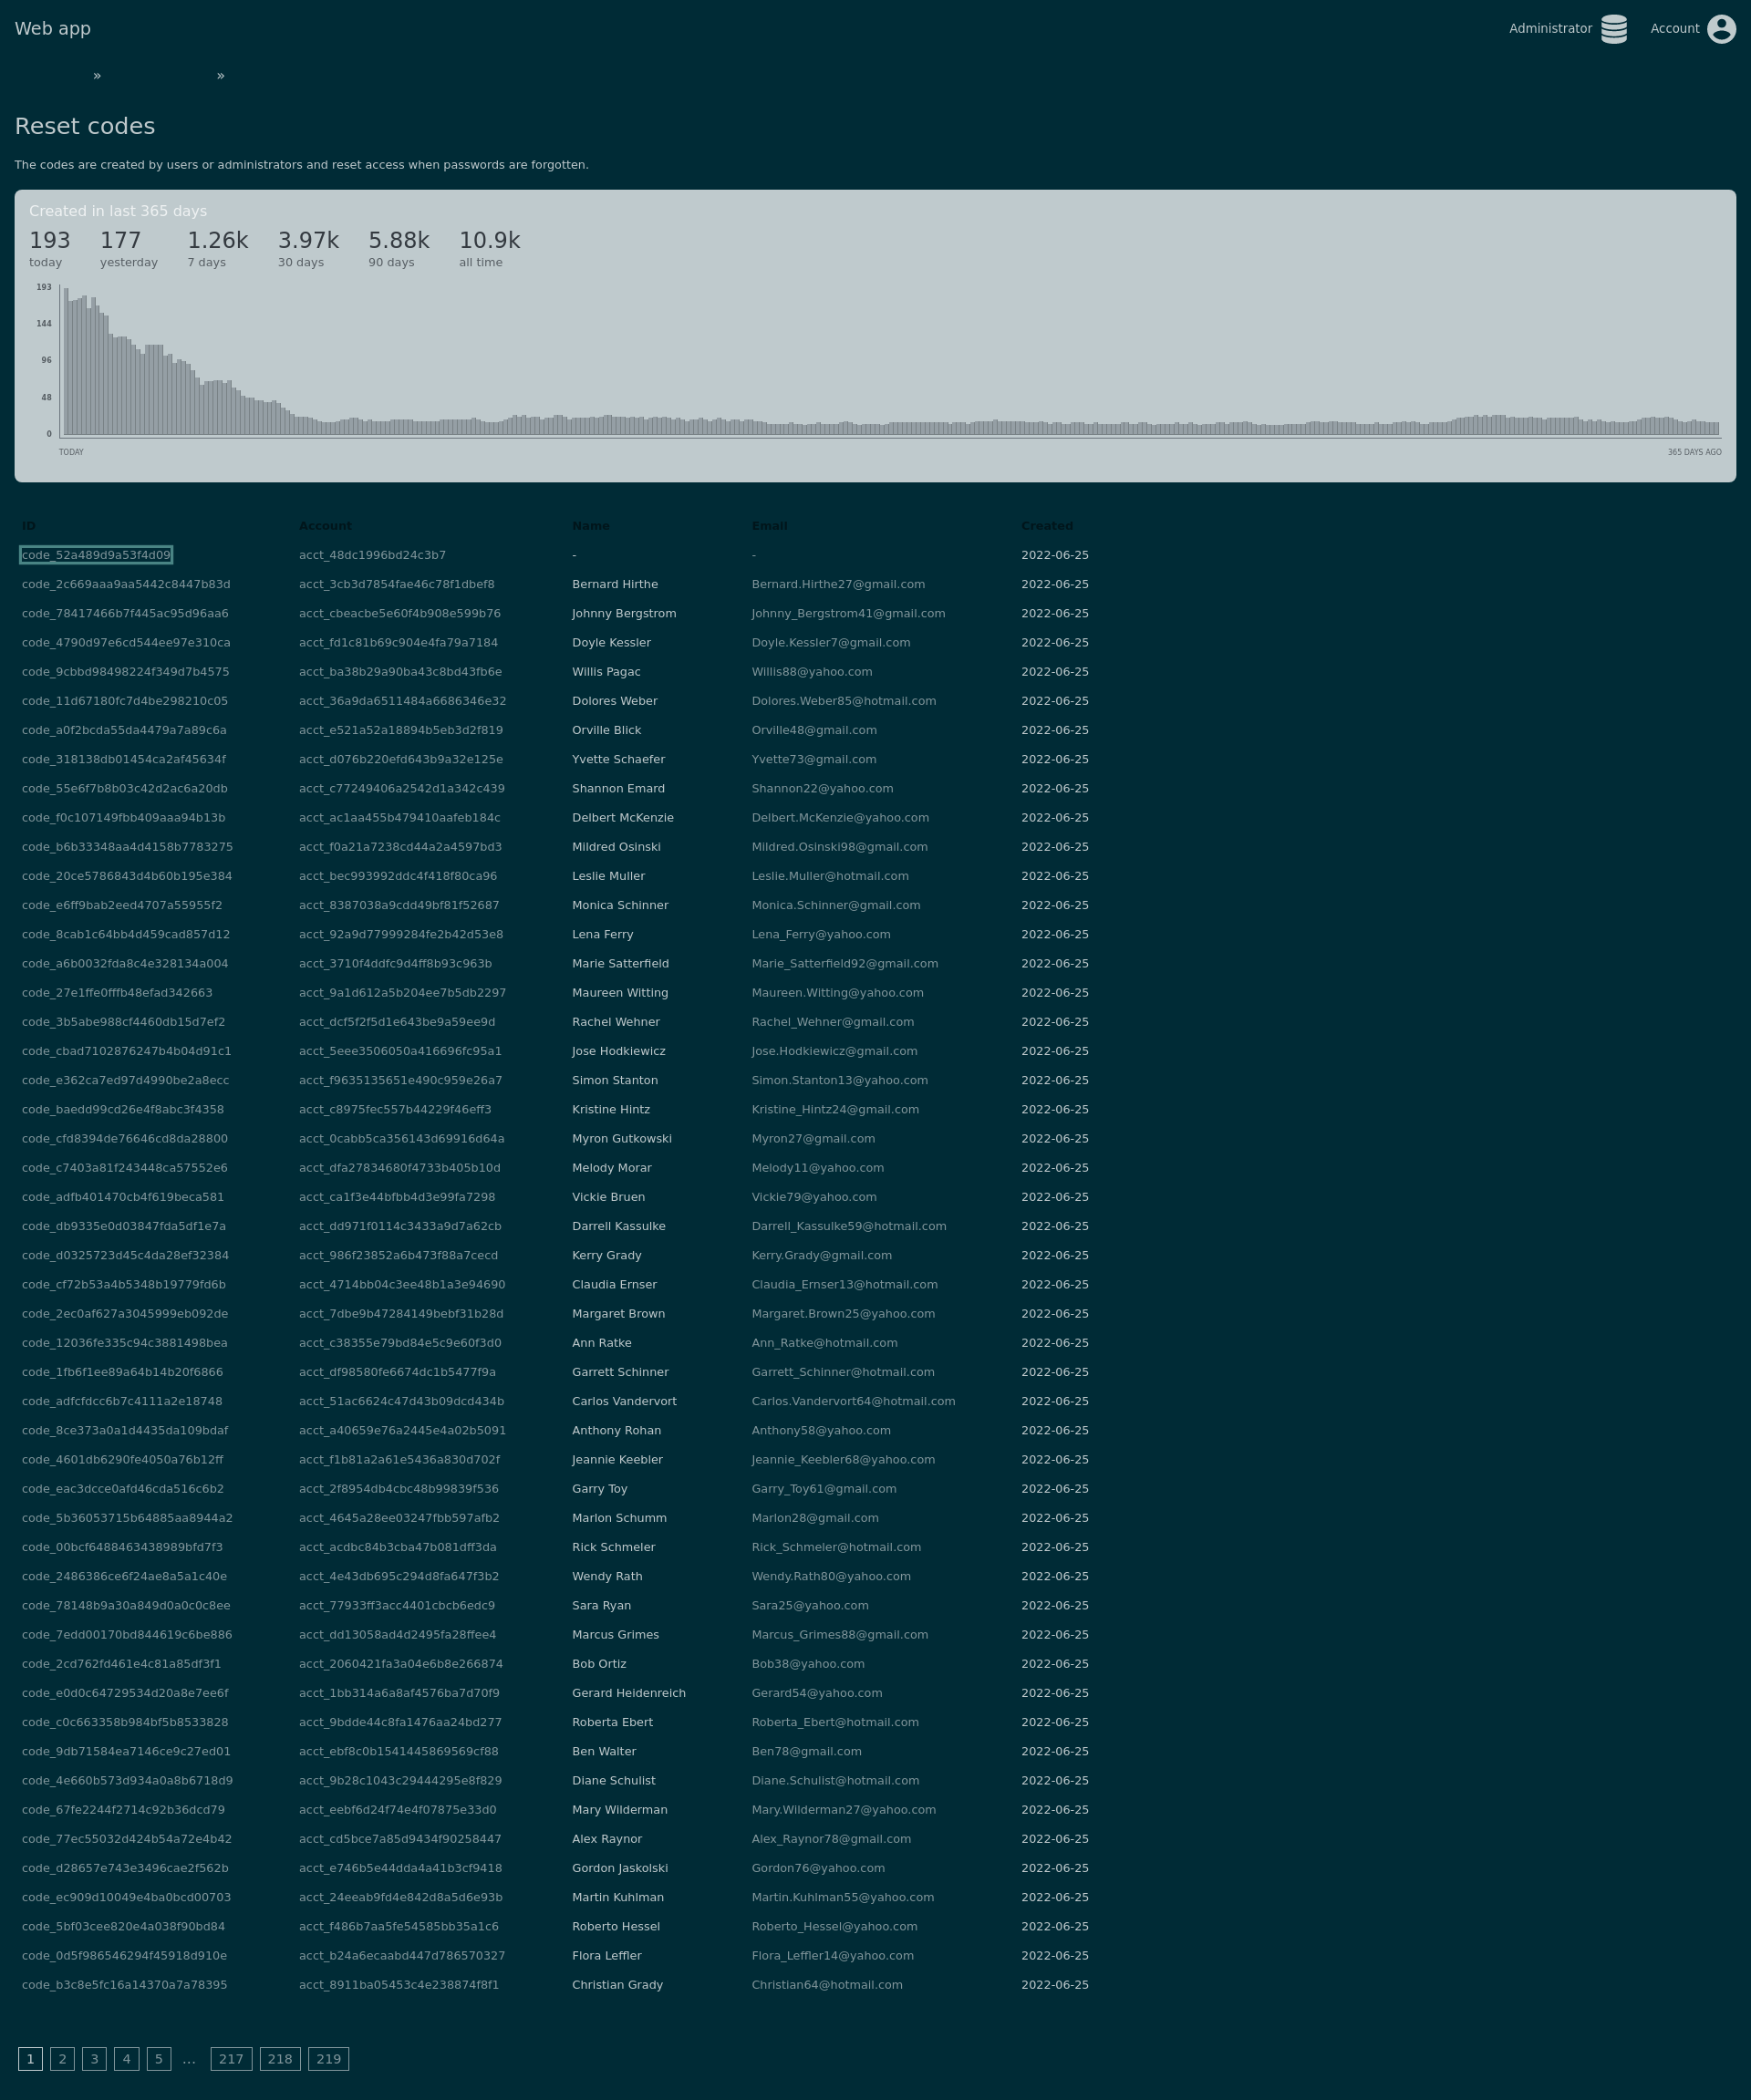 Web app
Administrator Account
» »
Reset codes
The codes are created by users or administrators and reset access when passwords are forgotten.
Created in last 365 days
193 177 1.26k 3.97k 5.88k 10.9k
today yesterday 7 days 30 days 90 days all time
193
144
96
48
0
TODAY 365 DAYS AGO
ID Account Name Email Created
code_52a489d9a53f4d09 acct_48dc1996bd24c3b7 - - 2022-06-25
code_2c669aaa9aa5442c8447b83d acct_3cb3d7854fae46c78f1dbef8 Bernard Hirthe Bernard.Hirthe27@gmail.com 2022-06-25
code_78417466b7f445ac95d96aa6 acct_cbeacbe5e60f4b908e599b76 Johnny Bergstrom Johnny_Bergstrom41@gmail.com 2022-06-25
code_4790d97e6cd544ee97e310ca acct_fd1c81b69c904e4fa79a7184 Doyle Kessler Doyle.Kessler7@gmail.com 2022-06-25
code_9cbbd98498224f349d7b4575 acct_ba38b29a90ba43c8bd43fb6e Willis Pagac Willis88@yahoo.com 2022-06-25
code_11d67180fc7d4be298210c05 acct_36a9da6511484a6686346e32 Dolores Weber Dolores.Weber85@hotmail.com 2022-06-25
code_a0f2bcda55da4479a7a89c6a acct_e521a52a18894b5eb3d2f819 Orville Blick Orville48@gmail.com 2022-06-25
code_318138db01454ca2af45634f acct_d076b220efd643b9a32e125e Yvette Schaefer Yvette73@gmail.com 2022-06-25
code_55e6f7b8b03c42d2ac6a20db acct_c77249406a2542d1a342c439 Shannon Emard Shannon22@yahoo.com 2022-06-25
code_f0c107149fbb409aaa94b13b acct_ac1aa455b479410aafeb184c Delbert McKenzie Delbert.McKenzie@yahoo.com 2022-06-25
code_b6b33348aa4d4158b7783275 acct_f0a21a7238cd44a2a4597bd3 Mildred Osinski Mildred.Osinski98@gmail.com 2022-06-25
code_20ce5786843d4b60b195e384 acct_bec993992ddc4f418f80ca96 Leslie Muller Leslie.Muller@hotmail.com 2022-06-25
code_e6ff9bab2eed4707a55955f2 acct_8387038a9cdd49bf81f52687 Monica Schinner Monica.Schinner@gmail.com 2022-06-25
code_8cab1c64bb4d459cad857d12 acct_92a9d77999284fe2b42d53e8 Lena Ferry Lena_Ferry@yahoo.com 2022-06-25
code_a6b0032fda8c4e328134a004 acct_3710f4ddfc9d4ff8b93c963b Marie Satterfield Marie_Satterfield92@gmail.com 2022-06-25
code_27e1ffe0fffb48efad342663 acct_9a1d612a5b204ee7b5db2297 Maureen Witting Maureen.Witting@yahoo.com 2022-06-25
code_3b5abe988cf4460db15d7ef2 acct_dcf5f2f5d1e643be9a59ee9d Rachel Wehner Rachel_Wehner@gmail.com 2022-06-25
code_cbad7102876247b4b04d91c1 acct_5eee3506050a416696fc95a1 Jose Hodkiewicz Jose.Hodkiewicz@gmail.com 2022-06-25
code_e362ca7ed97d4990be2a8ecc acct_f9635135651e490c959e26a7 Simon Stanton Simon.Stanton13@yahoo.com 2022-06-25
code_baedd99cd26e4f8abc3f4358 acct_c8975fec557b44229f46eff3 Kristine Hintz Kristine_Hintz24@gmail.com 2022-06-25
code_cfd8394de76646cd8da28800 acct_0cabb5ca356143d69916d64a Myron Gutkowski Myron27@gmail.com 2022-06-25
code_c7403a81f243448ca57552e6 acct_dfa27834680f4733b405b10d Melody Morar Melody11@yahoo.com 2022-06-25
code_adfb401470cb4f619beca581 acct_ca1f3e44bfbb4d3e99fa7298 Vickie Bruen Vickie79@yahoo.com 2022-06-25
code_db9335e0d03847fda5df1e7a acct_dd971f0114c3433a9d7a62cb Darrell Kassulke Darrell_Kassulke59@hotmail.com 2022-06-25
code_d0325723d45c4da28ef32384 acct_986f23852a6b473f88a7cecd Kerry Grady Kerry.Grady@gmail.com 2022-06-25
code_cf72b53a4b5348b19779fd6b acct_4714bb04c3ee48b1a3e94690 Claudia Ernser Claudia_Ernser13@hotmail.com 2022-06-25
code_2ec0af627a3045999eb092de acct_7dbe9b47284149bebf31b28d Margaret Brown Margaret.Brown25@yahoo.com 2022-06-25
code_12036fe335c94c3881498bea acct_c38355e79bd84e5c9e60f3d0 Ann Ratke Ann_Ratke@hotmail.com 2022-06-25
code_1fb6f1ee89a64b14b20f6866 acct_df98580fe6674dc1b5477f9a Garrett Schinner Garrett_Schinner@hotmail.com 2022-06-25
code_adfcfdcc6b7c4111a2e18748 acct_51ac6624c47d43b09dcd434b Carlos Vandervort Carlos.Vandervort64@hotmail.com 2022-06-25
code_8ce373a0a1d4435da109bdaf acct_a40659e76a2445e4a02b5091 Anthony Rohan Anthony58@yahoo.com 2022-06-25
code_4601db6290fe4050a76b12ff acct_f1b81a2a61e5436a830d702f Jeannie Keebler Jeannie_Keebler68@yahoo.com 2022-06-25
code_eac3dcce0afd46cda516c6b2 acct_2f8954db4cbc48b99839f536 Garry Toy Garry_Toy61@gmail.com 2022-06-25
code_5b36053715b64885aa8944a2 acct_4645a28ee03247fbb597afb2 Marlon Schumm Marlon28@gmail.com 2022-06-25
code_00bcf6488463438989bfd7f3 acct_acdbc84b3cba47b081dff3da Rick Schmeler Rick_Schmeler@hotmail.com 2022-06-25
code_2486386ce6f24ae8a5a1c40e acct_4e43db695c294d8fa647f3b2 Wendy Rath Wendy.Rath80@yahoo.com 2022-06-25
code_78148b9a30a849d0a0c0c8ee acct_77933ff3acc4401cbcb6edc9 Sara Ryan Sara25@yahoo.com 2022-06-25
code_7edd00170bd844619c6be886 acct_dd13058ad4d2495fa28ffee4 Marcus Grimes Marcus_Grimes88@gmail.com 2022-06-25
code_2cd762fd461e4c81a85df3f1 acct_2060421fa3a04e6b8e266874 Bob Ortiz Bob38@yahoo.com 2022-06-25
code_e0d0c64729534d20a8e7ee6f acct_1bb314a6a8af4576ba7d70f9 Gerard Heidenreich Gerard54@yahoo.com 2022-06-25
code_c0c663358b984bf5b8533828 acct_9bdde44c8fa1476aa24bd277 Roberta Ebert Roberta_Ebert@hotmail.com 2022-06-25
code_9db71584ea7146ce9c27ed01 acct_ebf8c0b1541445869569cf88 Ben Walter Ben78@gmail.com 2022-06-25
code_4e660b573d934a0a8b6718d9 acct_9b28c1043c29444295e8f829 Diane Schulist Diane.Schulist@hotmail.com 2022-06-25
code_67fe2244f2714c92b36dcd79 acct_eebf6d24f74e4f07875e33d0 Mary Wilderman Mary.Wilderman27@yahoo.com 2022-06-25
code_77ec55032d424b54a72e4b42 acct_cd5bce7a85d9434f90258447 Alex Raynor Alex_Raynor78@gmail.com 2022-06-25
code_d28657e743e3496cae2f562b acct_e746b5e44dda4a41b3cf9418 Gordon Jaskolski Gordon76@yahoo.com 2022-06-25
code_ec909d10049e4ba0bcd00703 acct_24eeab9fd4e842d8a5d6e93b Martin Kuhlman Martin.Kuhlman55@yahoo.com 2022-06-25
code_5bf03cee820e4a038f90bd84 acct_f486b7aa5fe54585bb35a1c6 Roberto Hessel Roberto_Hessel@yahoo.com 2022-06-25
code_0d5f986546294f45918d910e acct_b24a6ecaabd447d786570327 Flora Leffler Flora_Leffler14@yahoo.com 2022-06-25
code_b3c8e5fc16a14370a7a78395 acct_8911ba05453c4e238874f8f1 Christian Grady Christian64@hotmail.com 2022-06-25
1 2 3 4 5 ... 217 218 219